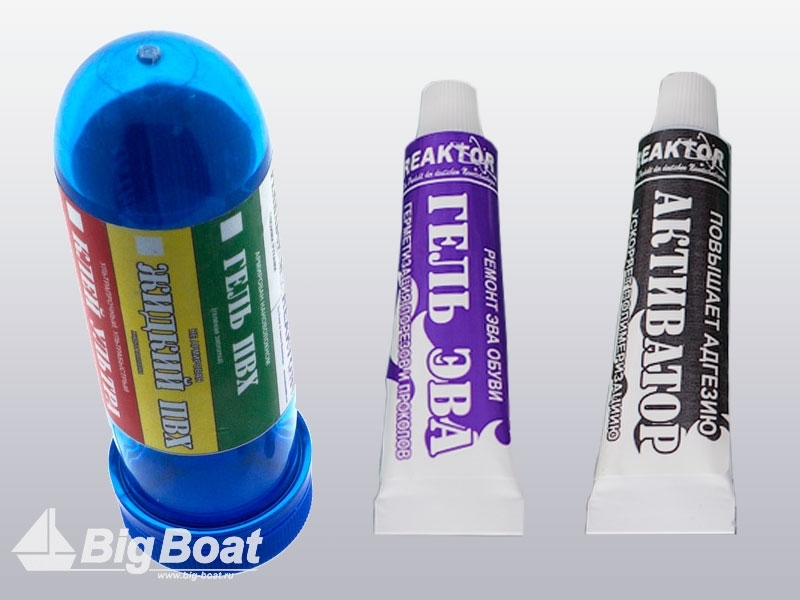 КЛЕЙ УЛЬТРА
ЖИДКИЙ ПВХ
ГЕЛЬ ПВХ
REAKTOR
ГЕЛЬ ЭВА
РЕМОНТ ЭВА ОБУВИ
ГЕРМЕТИЗАЦИЯ ПОРЕЗОВ И ПРОКОЛОВ
REAKTOR
АКТИВАТОР
ПОВЫШАЕТ АДГЕЗИЮ
УСКОРЯЕТ ПОЛИМЕРИЗАЦИЮ
Big Boat
www.big-boat.ru